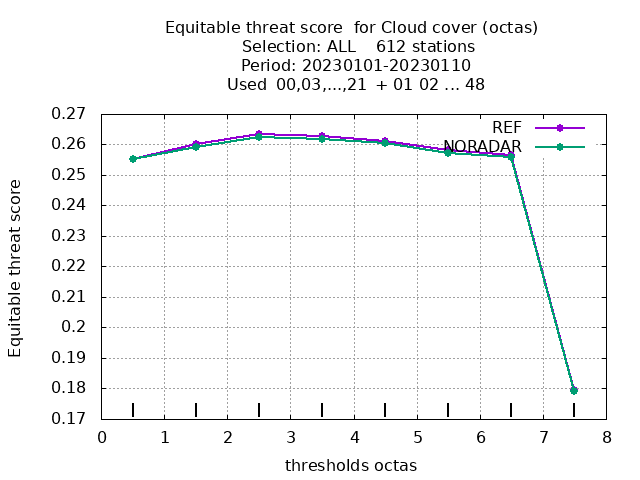 Equitable threat score  for Cloud cover (octas)
Selection: ALL    612 stations
Period: 20230101-20230110
Used  00,03,...,21  + 01 02 ... 48
REF
NORADAR
Equitable threat score
0.27
0.26
0.25
0.24
0.23
0.22
0.21
0.2
0.19
0.18
0.17
0 1 2 3 4 5 6 7 8
thresholds octas